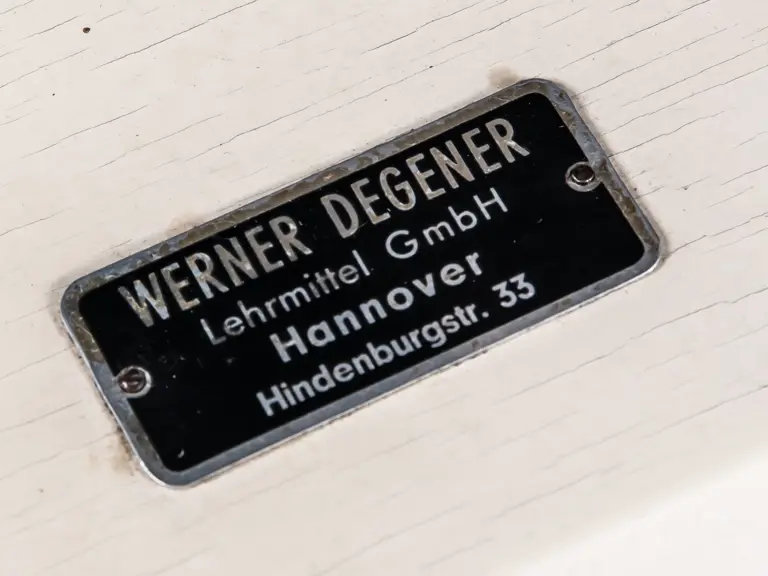 WERNER DEGENER
Lehrmittel GmbH
Hannover
Hindenburgstr. 33